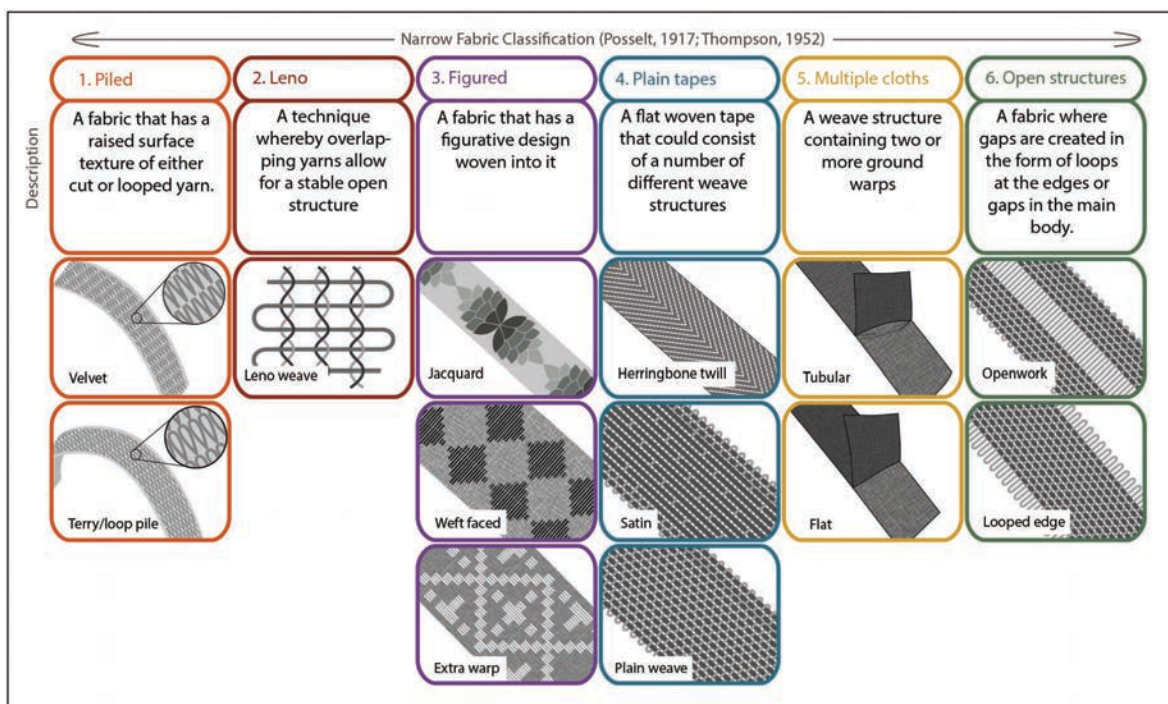 Narrow Fabric Classification (Posselt, 1917; Thompson, 1952)
1. Piled
2. Leno
3. Figured
4. Plain tapes
5. Multiple cloths
6. Open structures
Description
A fabric that has a
raised surface
texture of either
cut or looped yarn.
A technique
whereby overlap-
ping yarns allow
for a stable open
structure
A fabric that has a
figurative design
woven into it
A flat woven tape
that could consist
of a number of
different weave
structures
A weave structure
containing two or
more ground
warps
A fabric where
gaps are created in
the form of loops
at the edges or
gaps in the main
body.
Velvet
Leno weave
Jacquard
Herringbone twill
Tubular
Openwork
Terry/loop pile
Weft faced
Satin
Flat
Looped edge
Extra warp
Plain weave